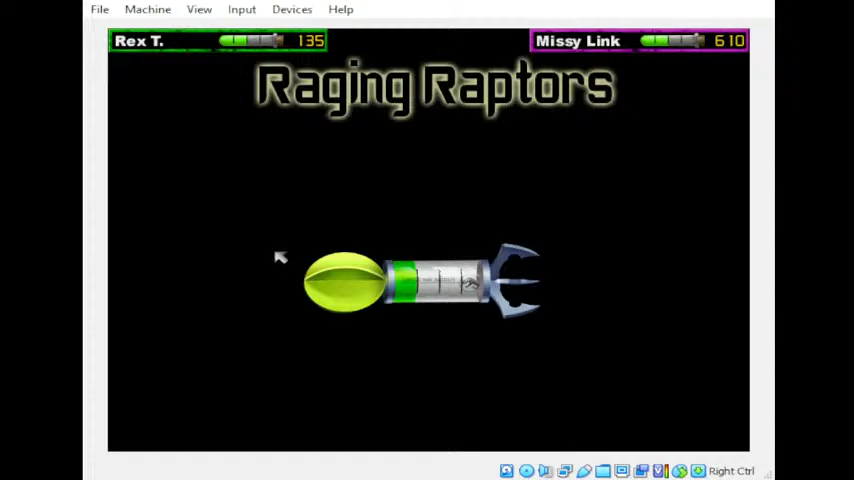 File Machine View Input Devices Help
Rex T. 135 Missy Link 610
Raging Raptors
Right Ctrl